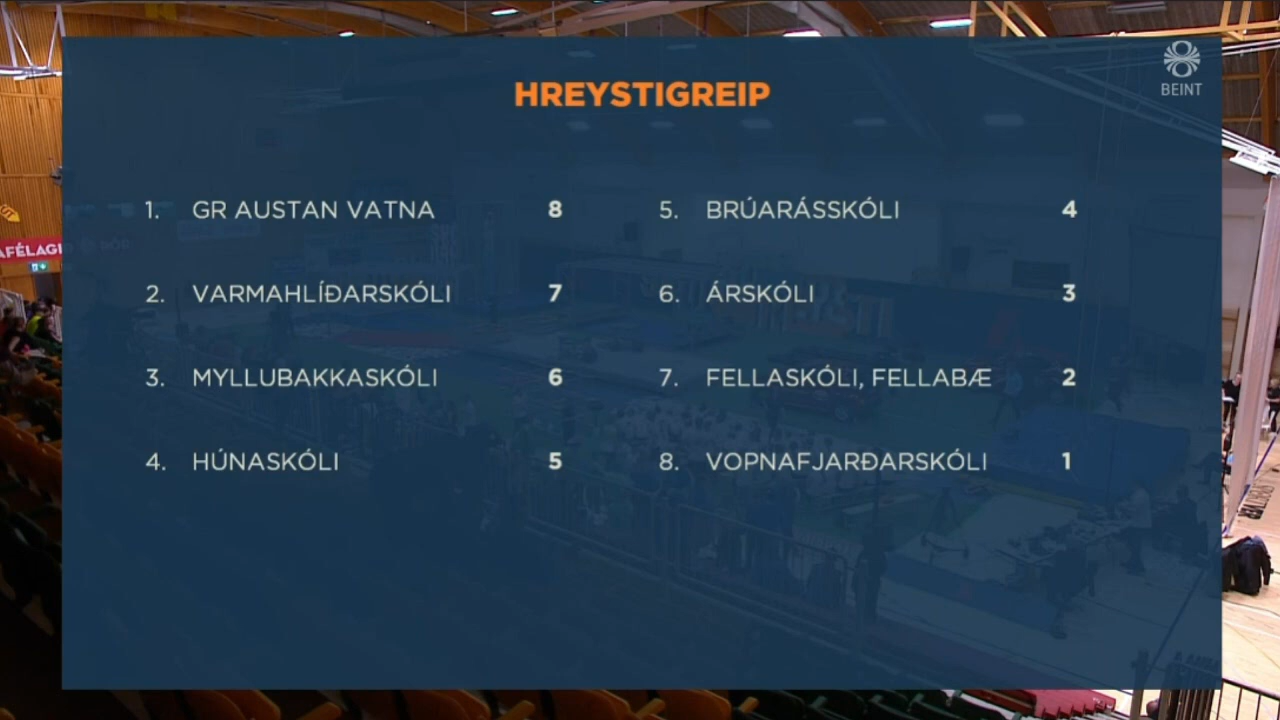 BEINT
HREYSTIGREIP
1. GR AUSTAN VATNA 8
2. VARMAHLÍÐARSKÓLI 7
3. MYLLUBAKKASKÓLI 6
4. HÚNASKÓLI 5
5. BRÚARÁSSKÓLI 4
6. ÁRSKÓLI 3
7. FELLASKÓLI, FELLABÆ 2
8. VOPNAFJARÐARSKÓLI 1